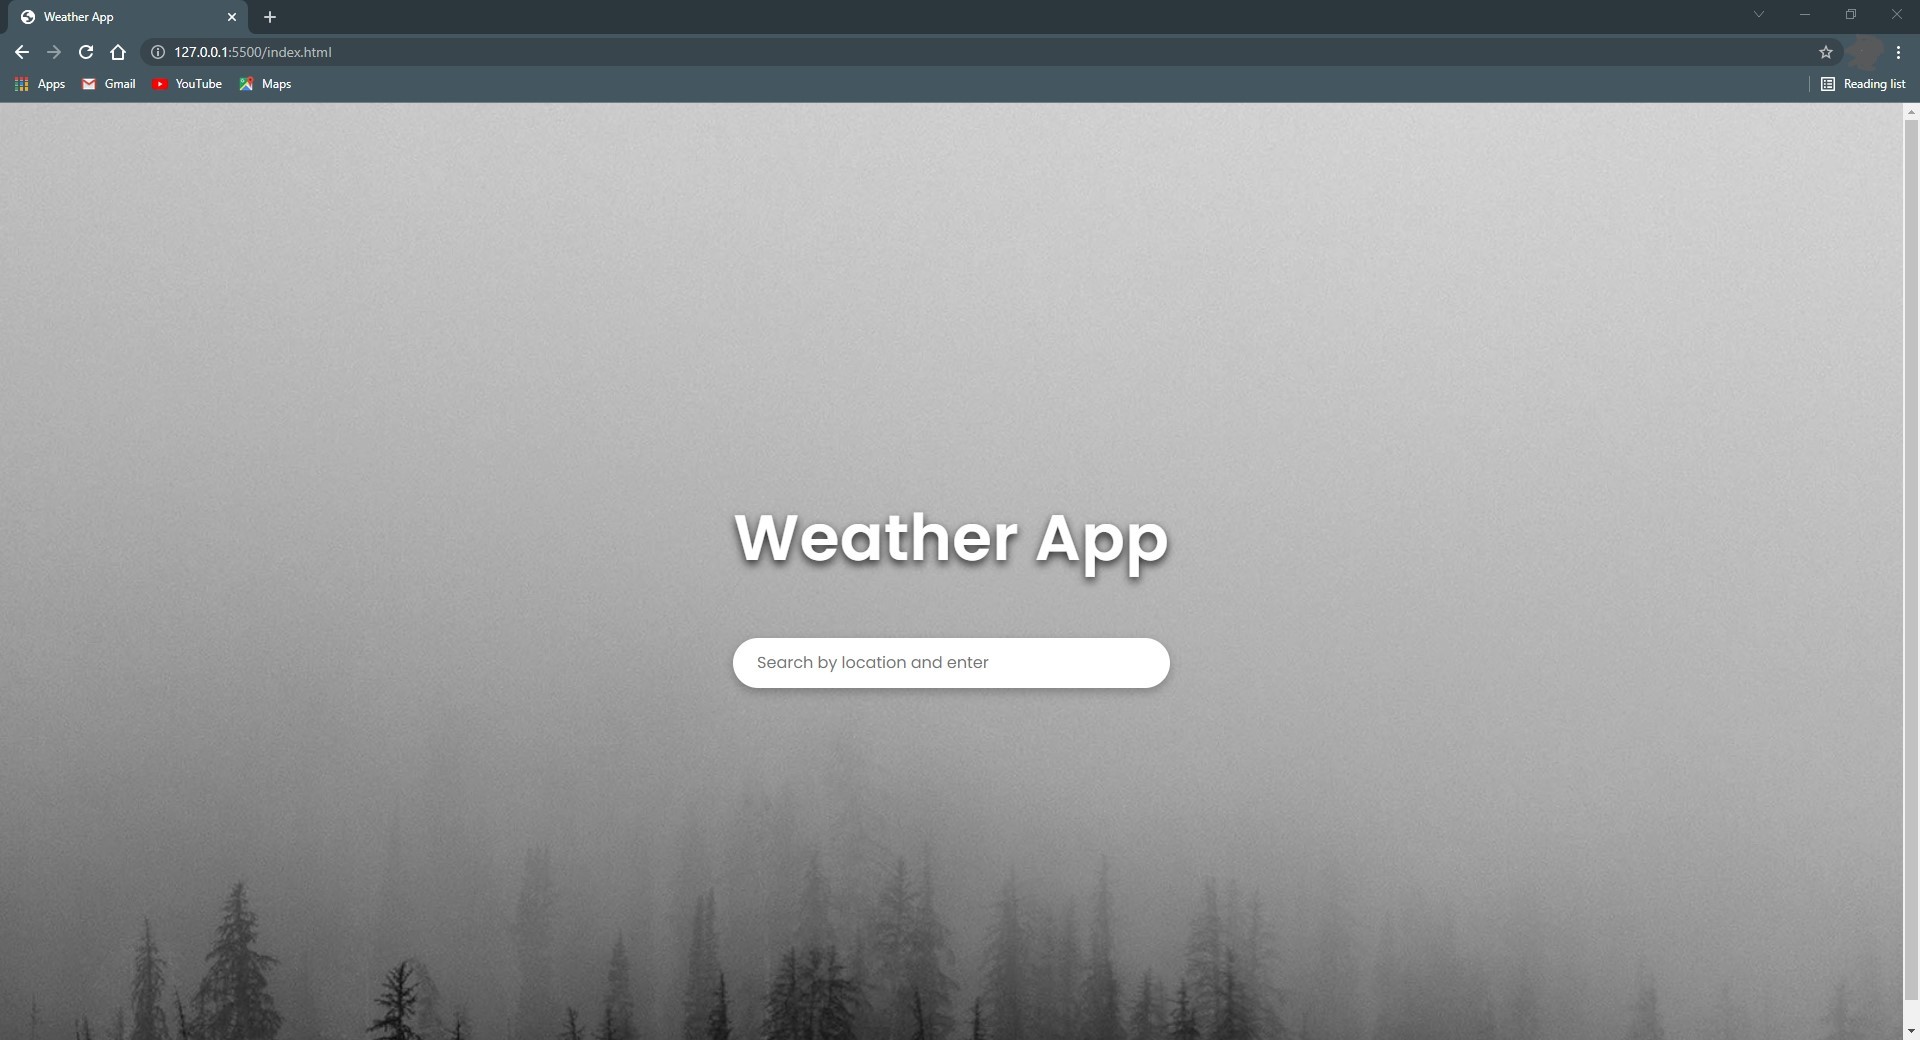 Weather App
127.0.0.1:5500/index.html
Apps Gmail YouTube Maps Reading list
Weather App
Search by location and enter